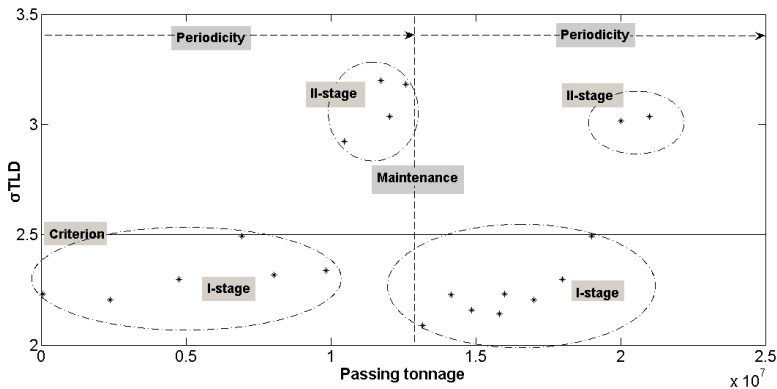 3.5
Periodicity
Periodicity
II-stage
II-stage
3
Maintenance
σTLD
Criterion
2.5
I-stage
I-stage
2
0
0.5
1
1.5
2
2.5
Passing tonnage
x 10^7